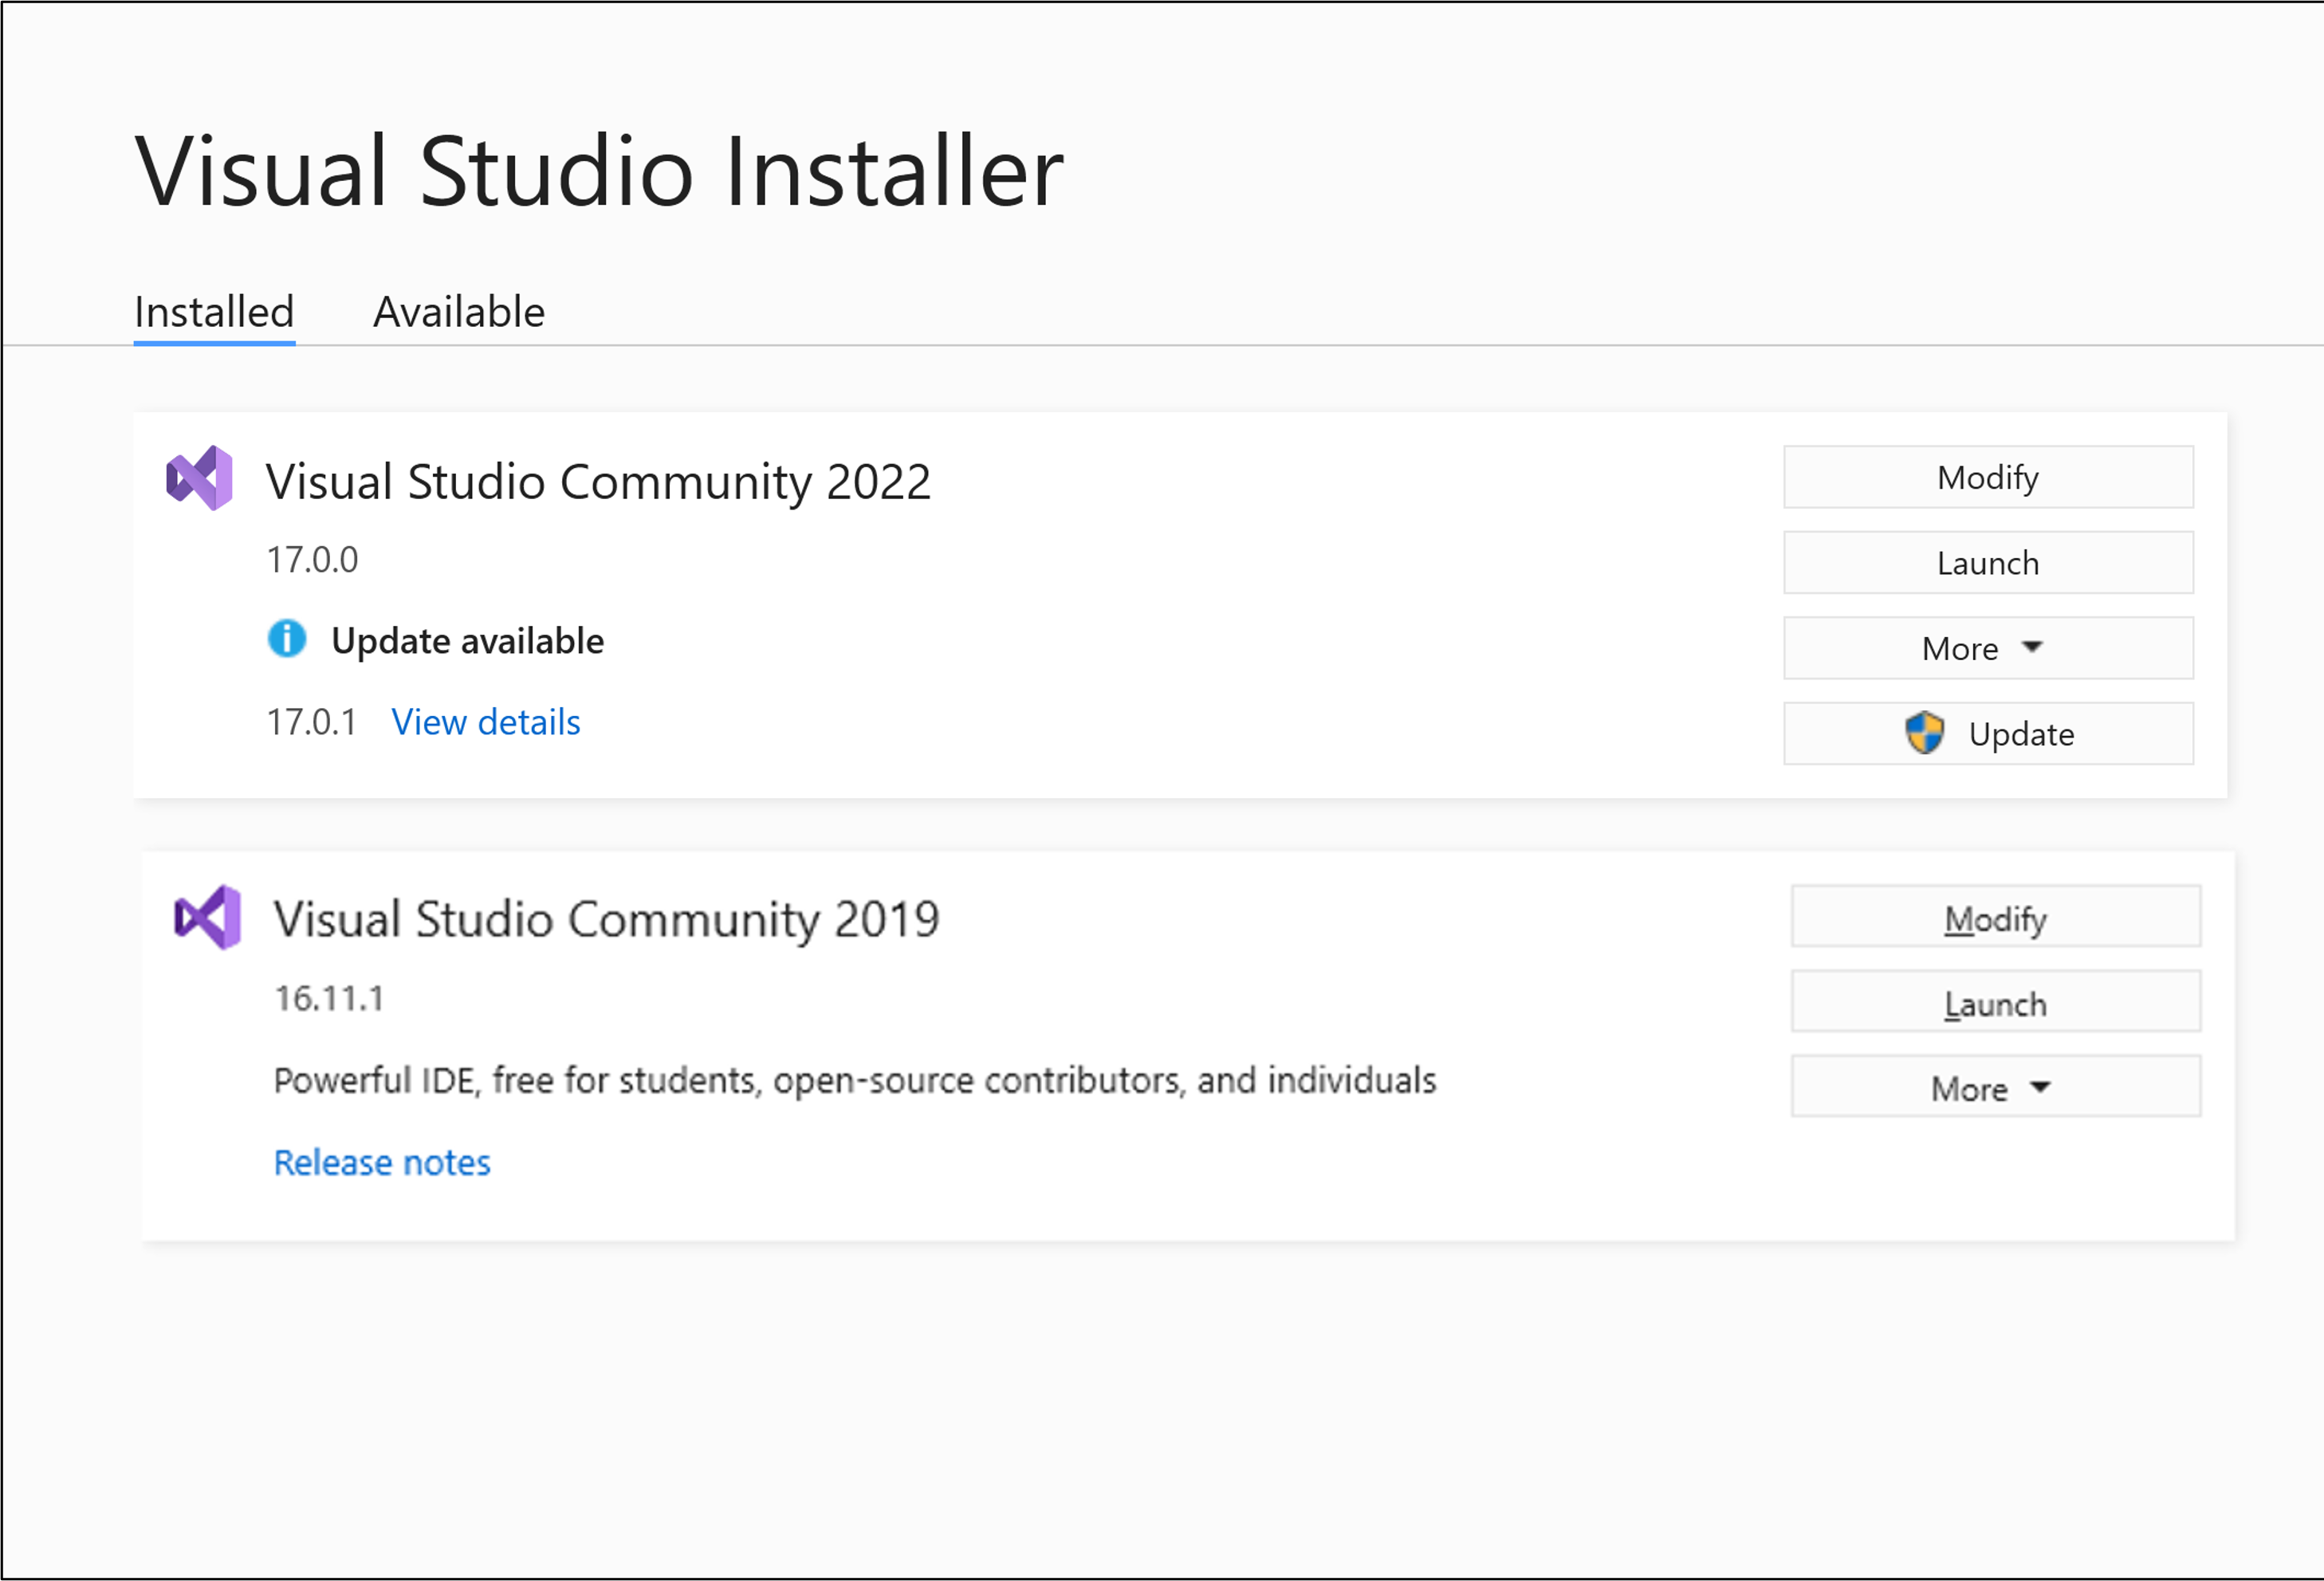 Visual Studio Installer
Installed Available
Visual Studio Community 2022
Modify
17.0.0
Launch
Update available
More
17.0.1 View details
Update
Visual Studio Community 2019
Modify
16.11.1
Launch
Powerful IDE, free for students, open-source contributors, and individuals
More
Release notes